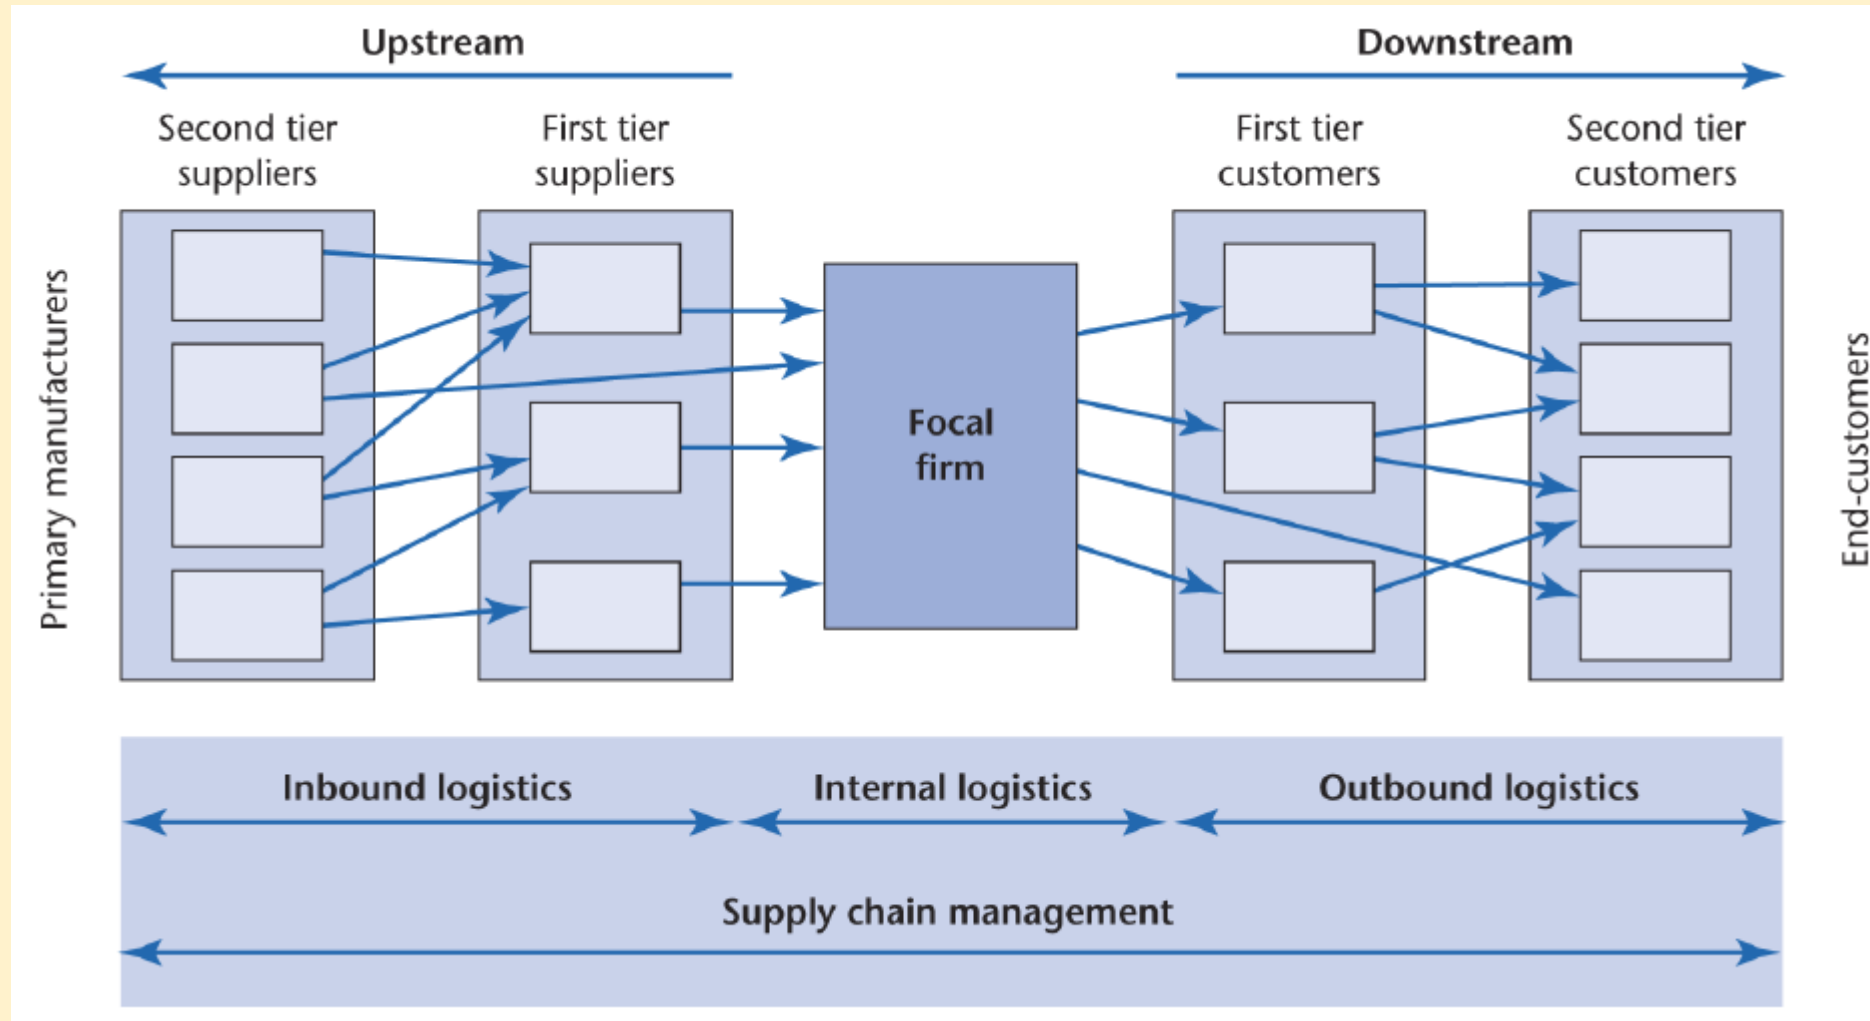 Upstream
Downstream
Second tier
suppliers
First tier
suppliers
First tier
customers
Second tier
customers
Primary manufacturers
Focal
firm
End-customers
Inbound logistics
Internal logistics
Outbound logistics
Supply chain management